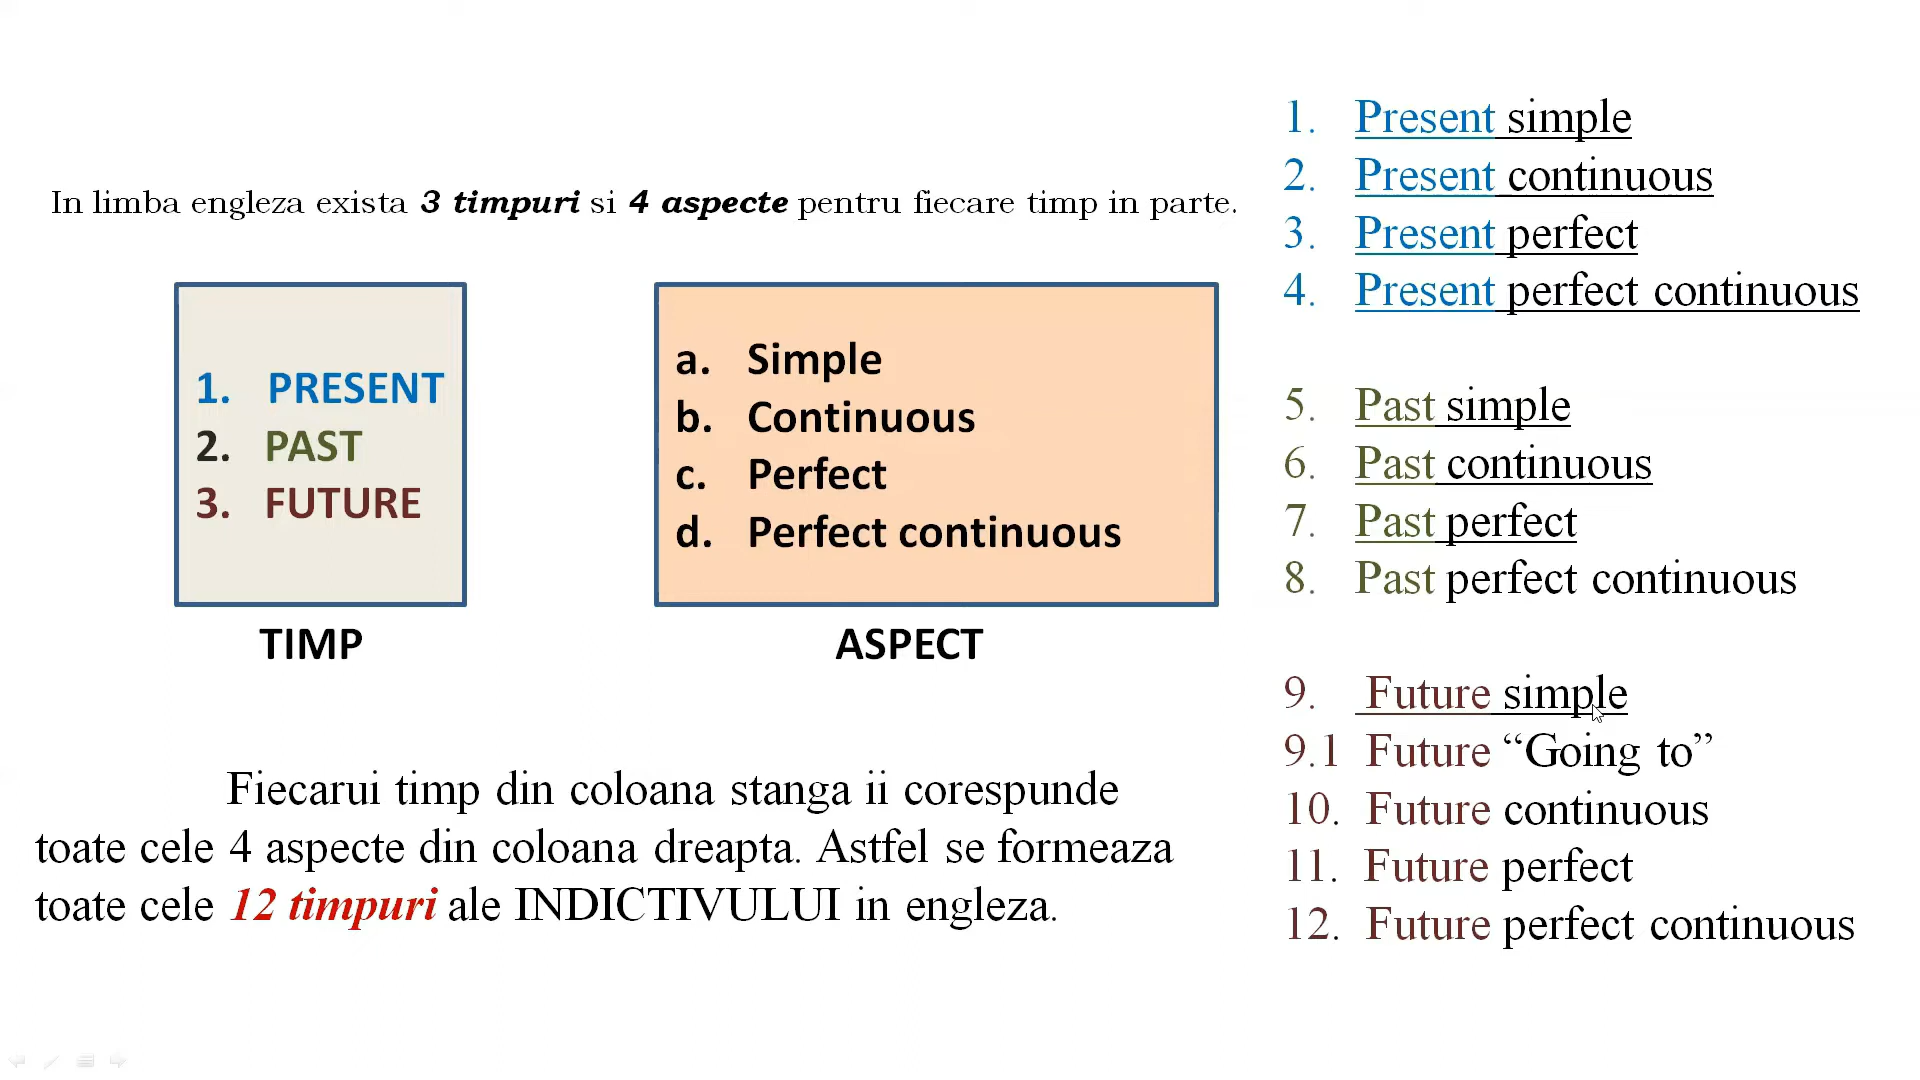 In limba engleza exista 3 timpuri si 4 aspecte pentru fiecare timp in parte.
1. PRESENT
2. PAST
3. FUTURE
TIMP
a. Simple
b. Continuous
c. Perfect
d. Perfect continuous
ASPECT
Fiecarui timp din coloana stanga ii corespunde
toate cele 4 aspecte din coloana dreapta. Astfel se formeaza
toate cele 12 timpuri ale INDICTIVULUI in engleza.
1. Present simple
2. Present continuous
3. Present perfect
4. Present perfect continuous
5. Past simple
6. Past continuous
7. Past perfect
8. Past perfect continuous
9. Future simple
9.1 Future “Going to”
10. Future continuous
11. Future perfect
12. Future perfect continuous